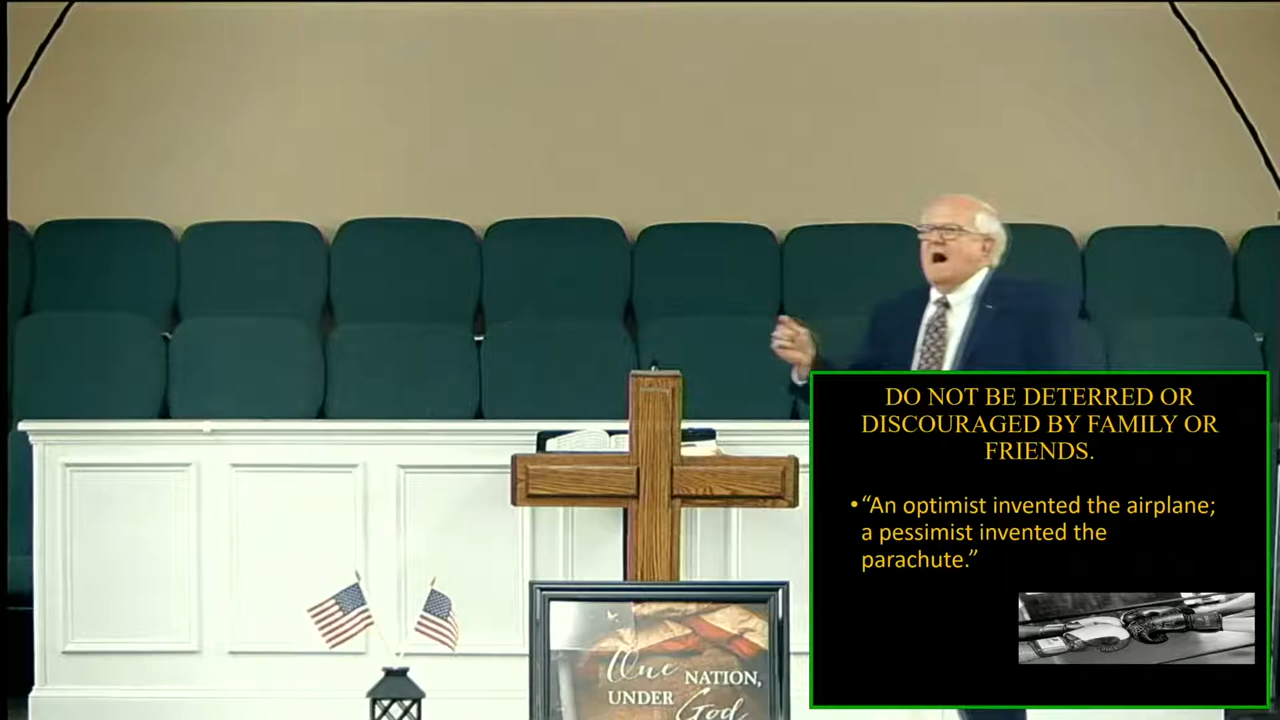 DO NOT BE DETERRED OR
DISCOURAGED BY FAMILY OR
FRIENDS.
• “An optimist invented the airplane;
a pessimist invented the
parachute.”
One NATION,
UNDER God